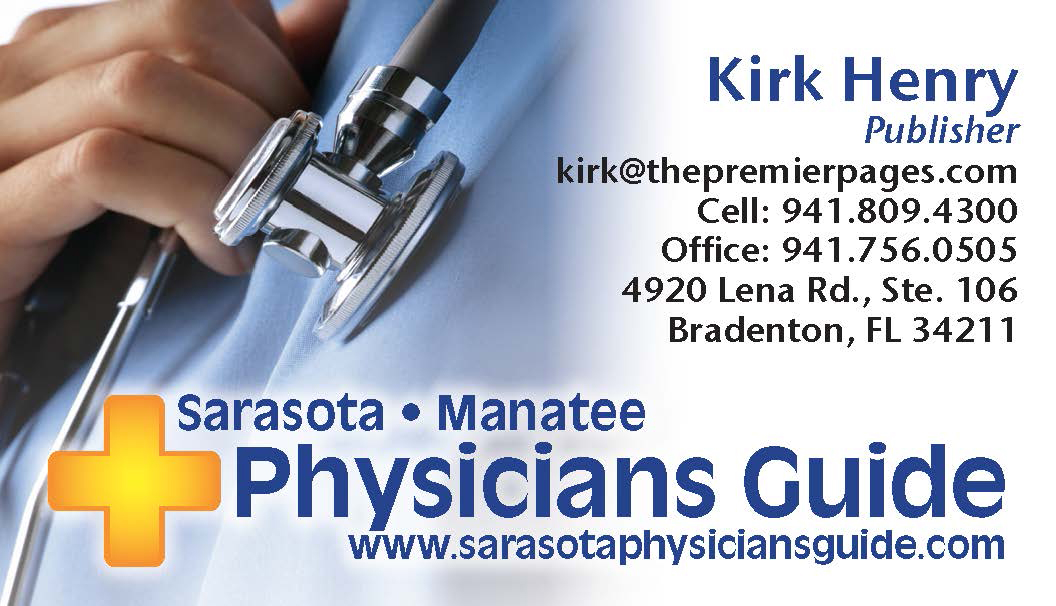 Kirk Henry
Publisher
kirk@thepremierpages.com
Cell: 941.809.4300
Office: 941.756.0505
4920 Lena Rd., Ste. 106
Bradenton, FL 34211
Sarasota • Manatee
Physicians Guide
www.sarasotaphysiciansguide.com